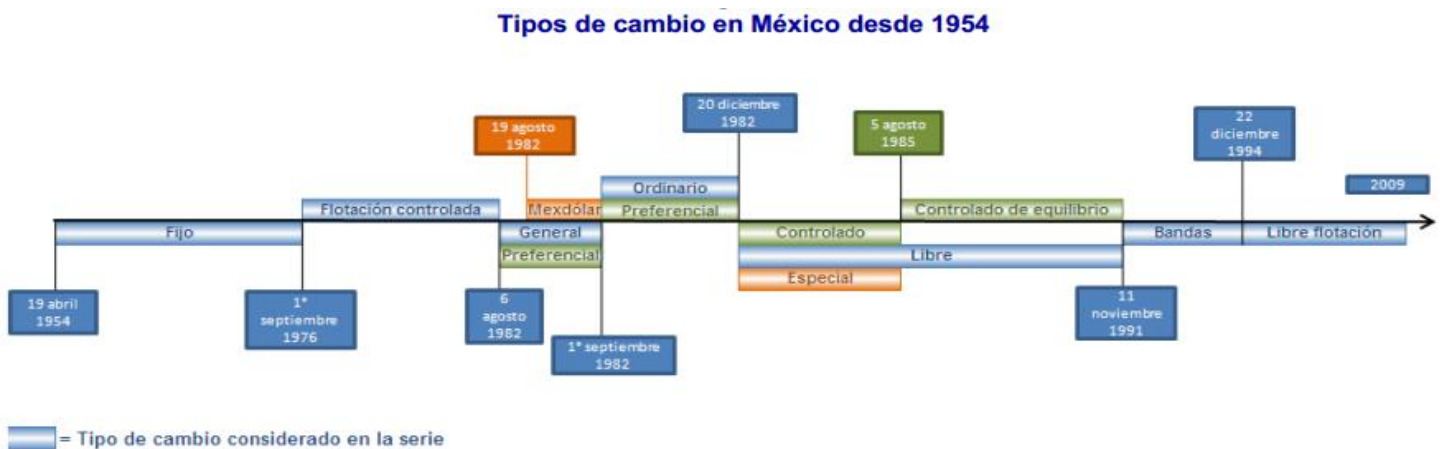 Tipos de cambio en México desde 1954
20 diciembre
1982
22
diciembre
1994
19 agosto
1982
5 agosto
1985
2009
Ordinario
Flotación controlada
Mexdólar
Preferencial
Controlado de equilibrio
Fijo
General
Controlado
Bandas
Libre flotación
Preferencial
Libre
Especial
19 abril
1954
1°
septiembre
1976
6
agosto
1982
11
noviembre
1991
1° septiembre
1982
= Tipo de cambio considerado en la serie